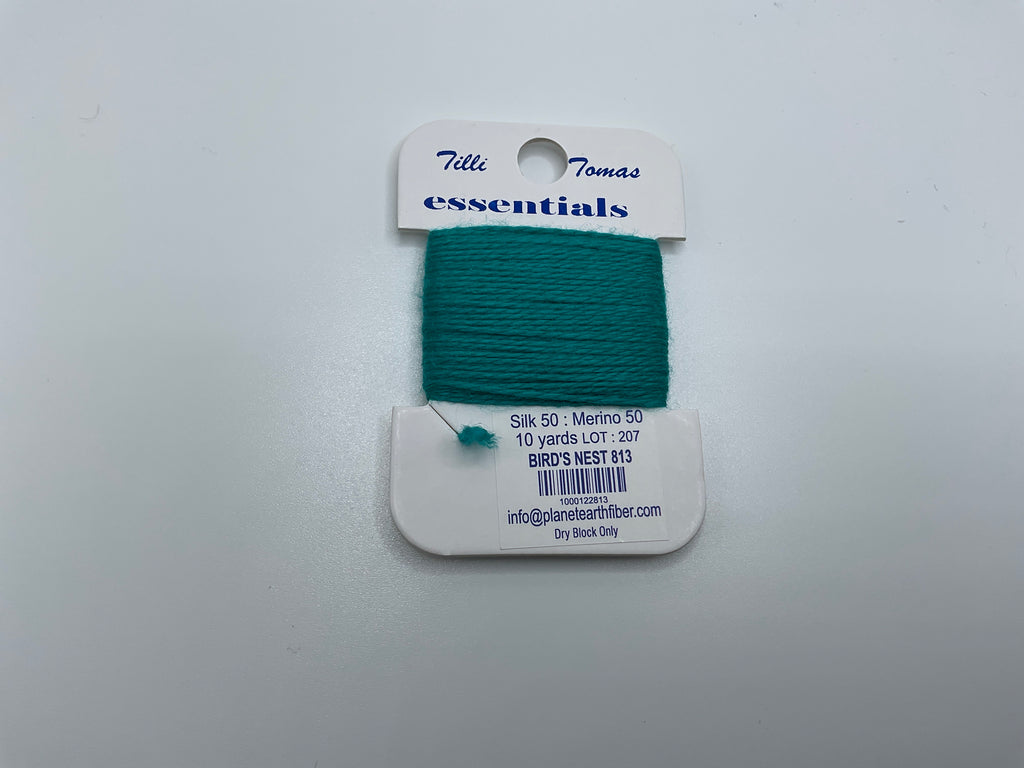 Tilli Tomas
essentials
Silk 50 : Merino 50
10 yards LOT : 207
BIRD'S NEST 813
1000122813
info@planetearthfiber.com
Dry Block Only